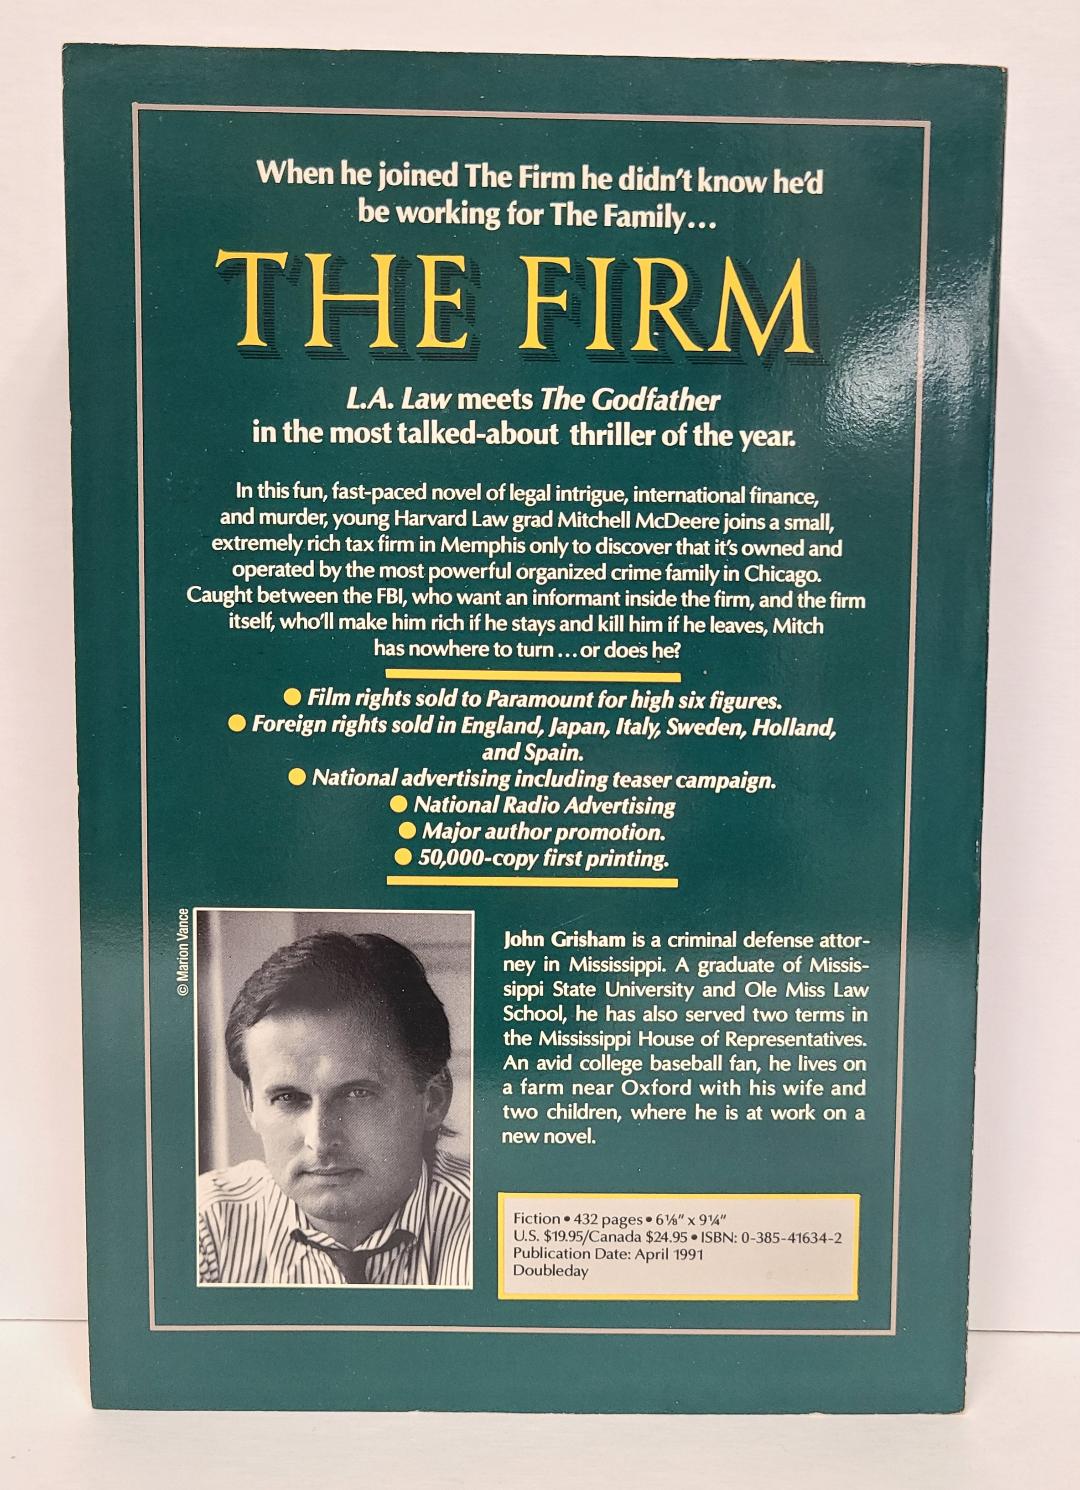 When he joined The Firm he didn't know he'd
be working for The Family...
THE FIRM
L.A. Law meets The Godfather
in the most talked-about thriller of the year.
In this fun, fast-paced novel of legal intrigue, international finance,
and murder, young Harvard Law grad Mitchell McDeere joins a small,
extremely rich tax firm in Memphis only to discover that it's owned and
operated by the most powerful organized crime family in Chicago.
Caught between the FBI, who want an informant inside the firm, and the firm
itself, who'll make him rich if he stays and kill him if he leaves, Mitch
has nowhere to turn...or does he?
● Film rights sold to Paramount for high six figures.
● Foreign rights sold in England, Japan, Italy, Sweden, Holland,
and Spain.
● National advertising including teaser campaign.
● National Radio Advertising
● Major author promotion.
● 50,000-copy first printing.
© Marion Vance
John Grisham is a criminal defense attor-
ney in Mississippi. A graduate of Missis-
sippi State University and Ole Miss Law
School, he has also served two terms in
the Mississippi House of Representatives.
An avid college baseball fan, he lives on
a farm near Oxford with his wife and
two children, where he is at work on a
new novel.
Fiction • 432 pages • 6⅛" x 9¼"
U.S. $19.95/Canada $24.95 • ISBN: 0-385-41634-2
Publication Date: April 1991
Doubleday